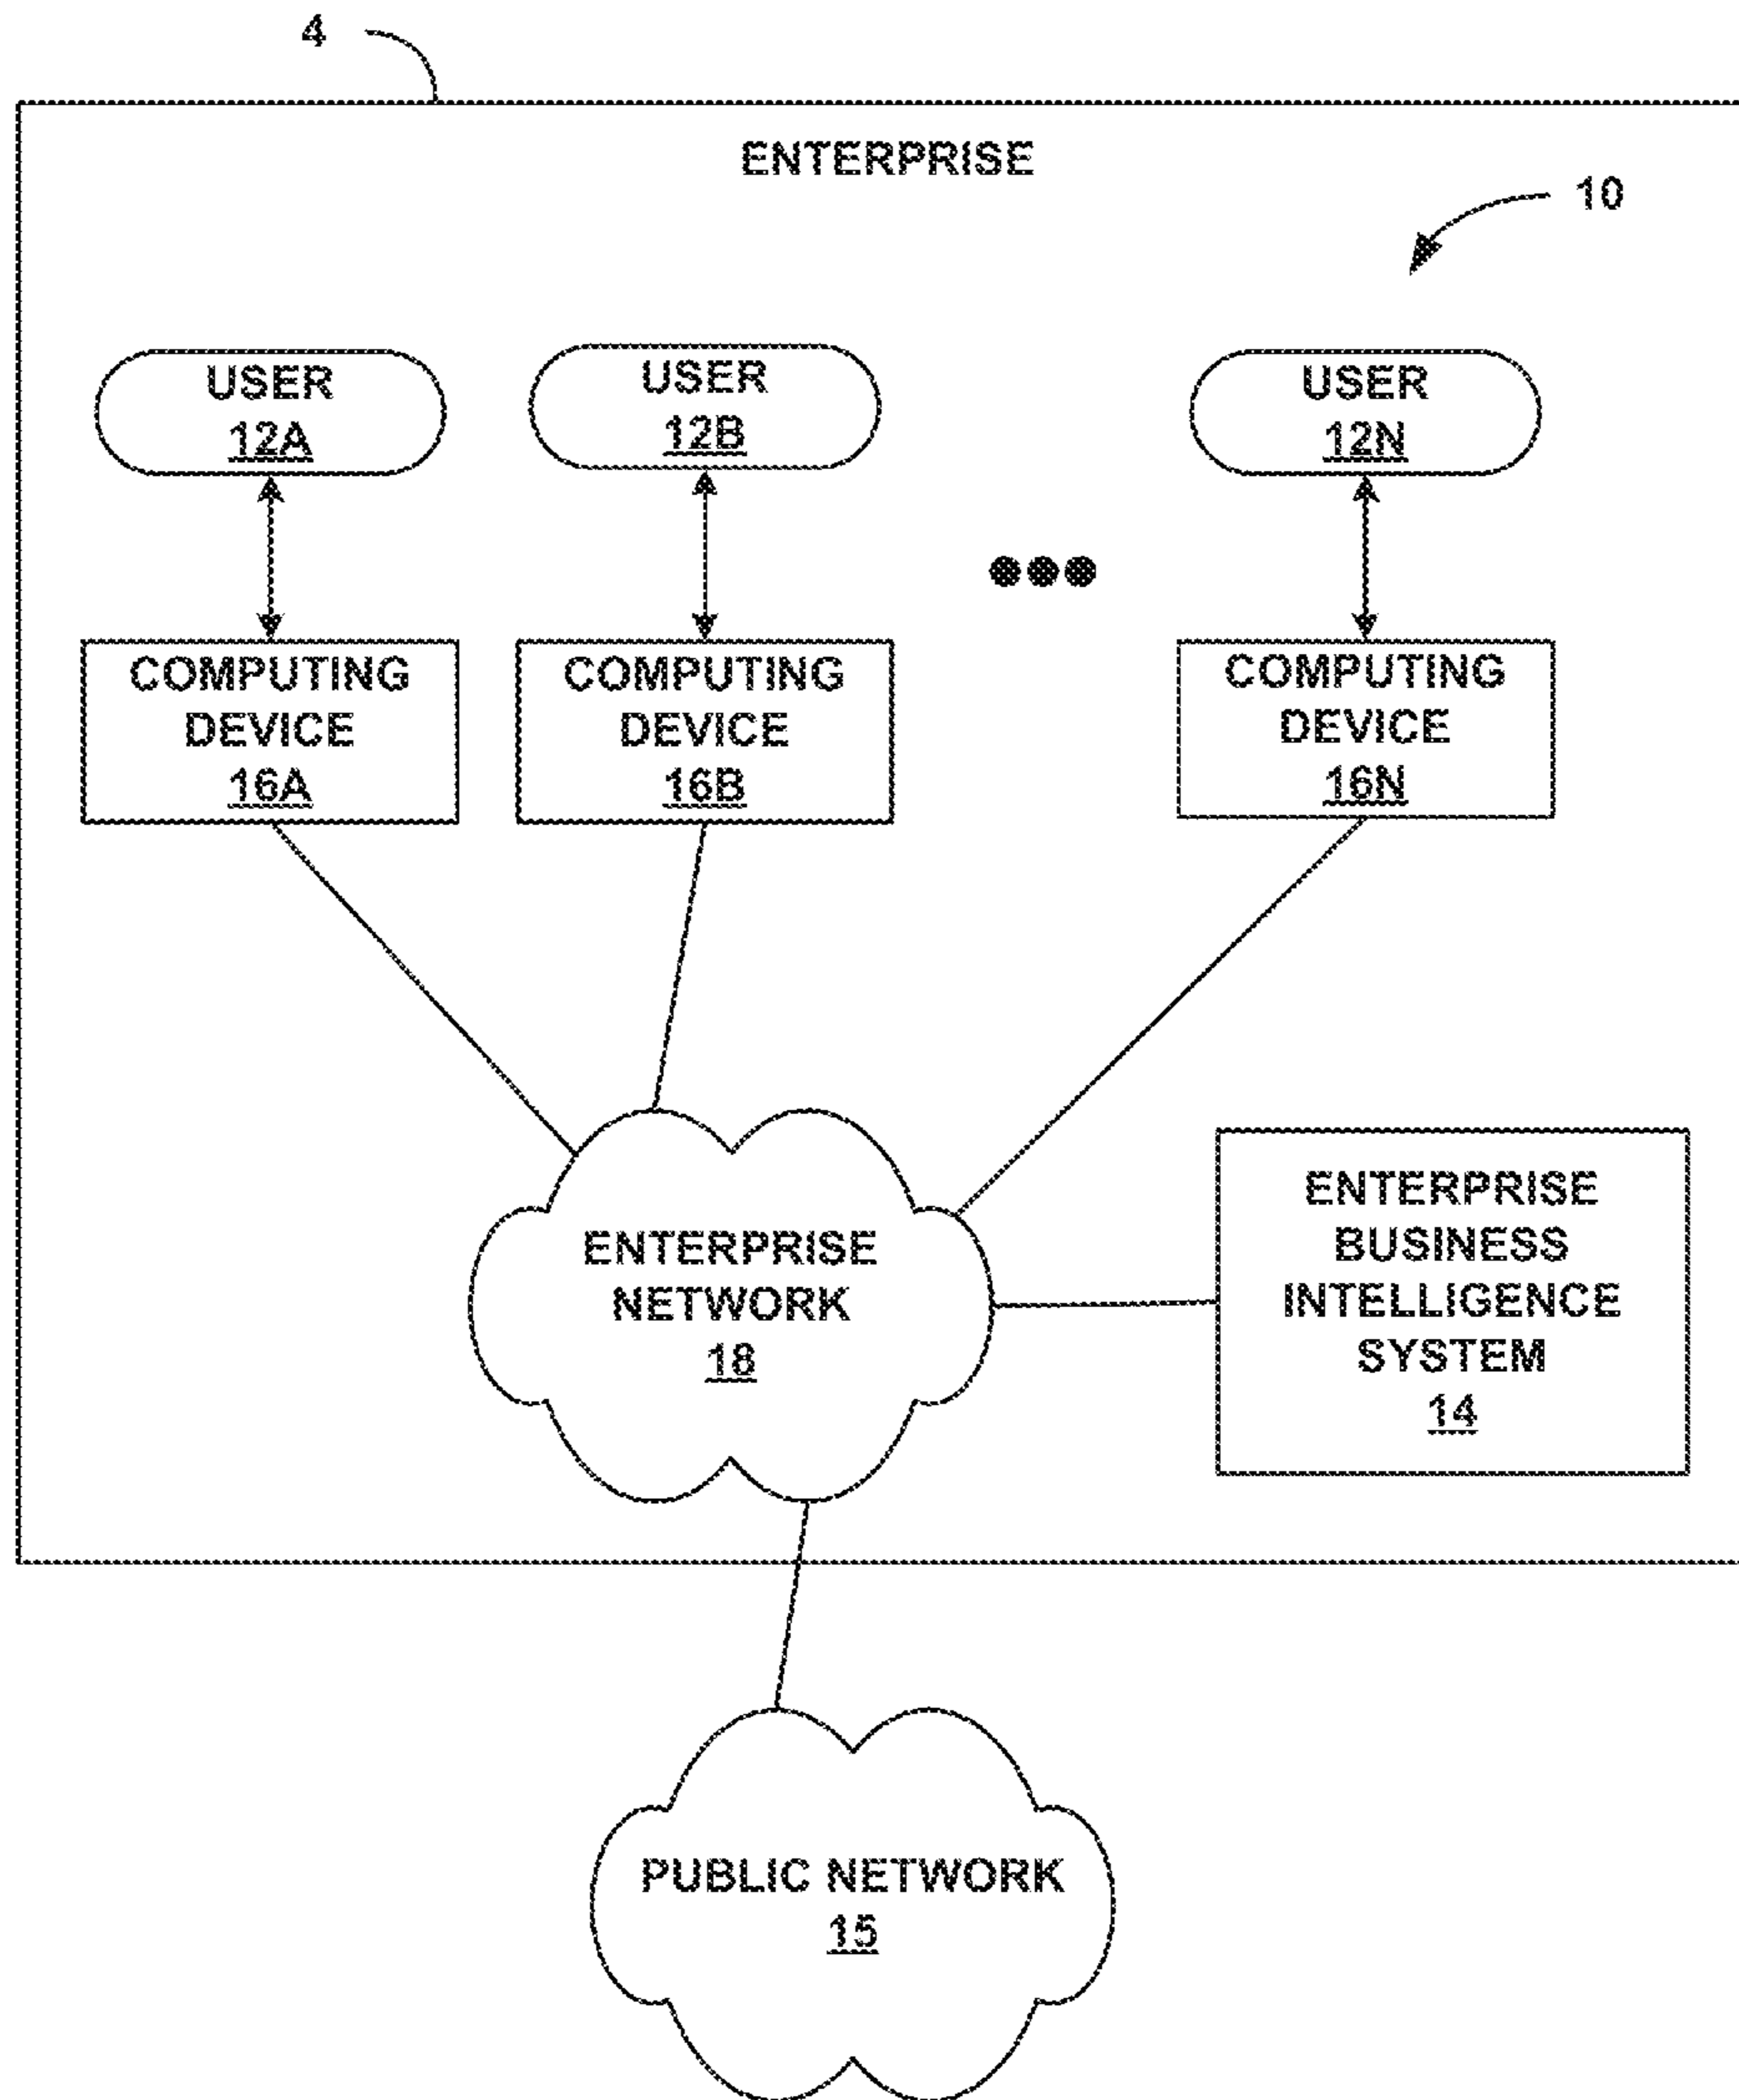 4
ENTERPRISE
10
USER
12A
USER
12B
USER
12N
COMPUTING
DEVICE
16A
COMPUTING
DEVICE
16B
COMPUTING
DEVICE
16N
ENTERPRISE
NETWORK
18
ENTERPRISE
BUSINESS
INTELLIGENCE
SYSTEM
14
PUBLIC NETWORK
15